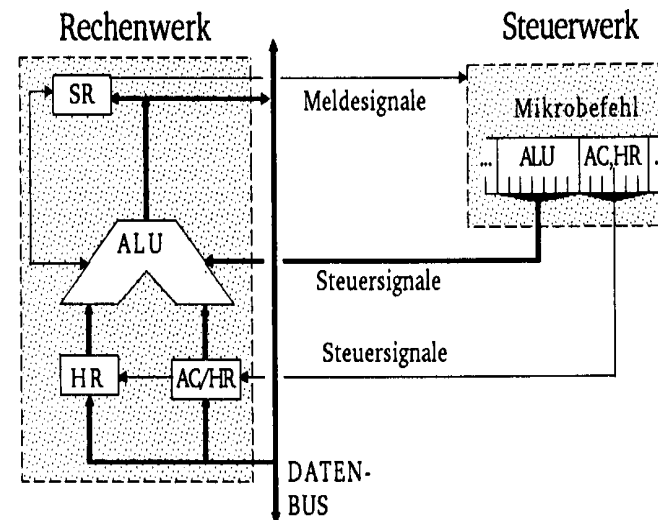 Rechenwerk
Steuerwerk
SR
Meldesignale
Mikrobefehl
... ALU AC,HR ..
ALU
Steuersignale
Steuersignale
HR
AC/HR
DATEN-
BUS